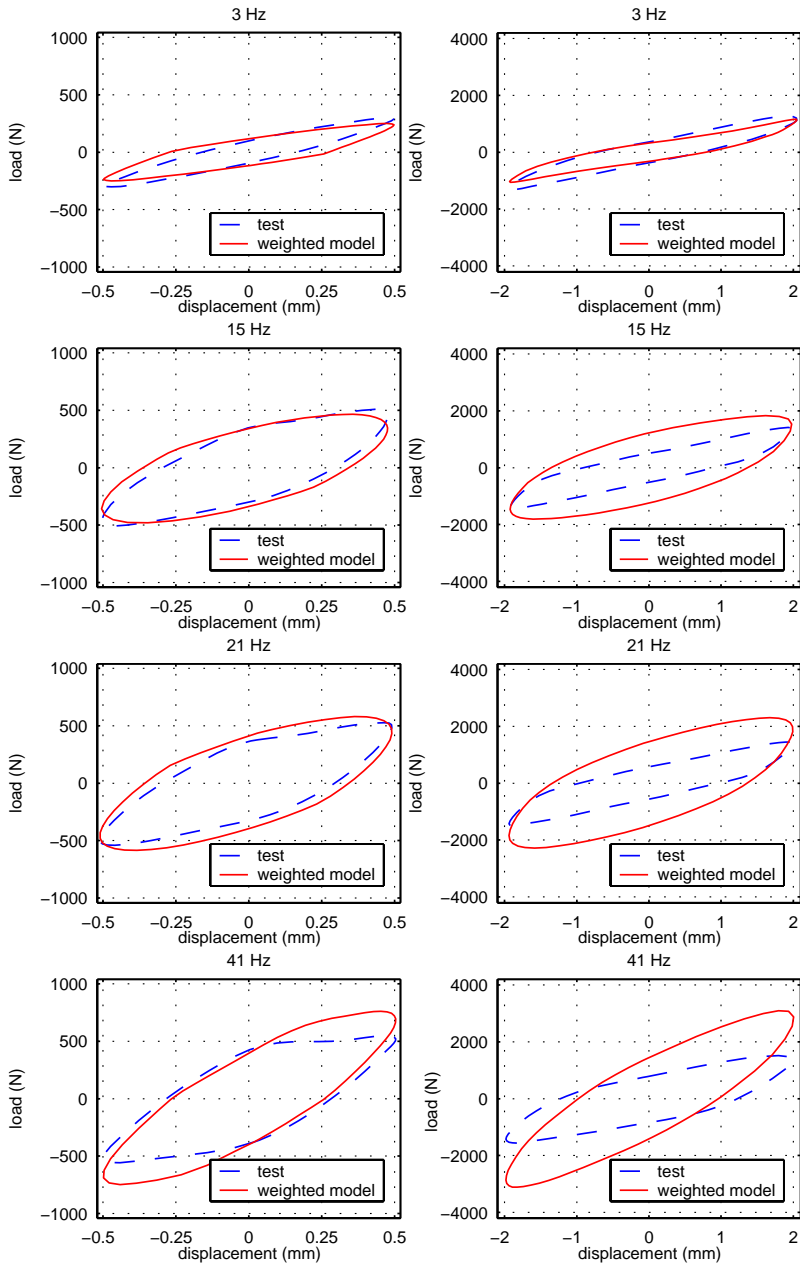 3 Hz
1000
500
0
−500
−1000
load (N)
−0.5 −0.25 0 0.25 0.5
displacement (mm)
test
weighted model
3 Hz
4000
2000
0
−2000
−4000
load (N)
−2 −1 0 1 2
displacement (mm)
test
weighted model
15 Hz
1000
500
0
−500
−1000
load (N)
−0.5 −0.25 0 0.25 0.5
displacement (mm)
test
weighted model
15 Hz
4000
2000
0
−2000
−4000
load (N)
−2 −1 0 1 2
displacement (mm)
test
weighted model
21 Hz
1000
500
0
−500
−1000
load (N)
−0.5 −0.25 0 0.25 0.5
displacement (mm)
test
weighted model
21 Hz
4000
2000
0
−2000
−4000
load (N)
−2 −1 0 1 2
displacement (mm)
test
weighted model
41 Hz
1000
500
0
−500
−1000
load (N)
−0.5 −0.25 0 0.25 0.5
displacement (mm)
test
weighted model
41 Hz
4000
2000
0
−2000
−4000
load (N)
−2 −1 0 1 2
displacement (mm)
test
weighted model